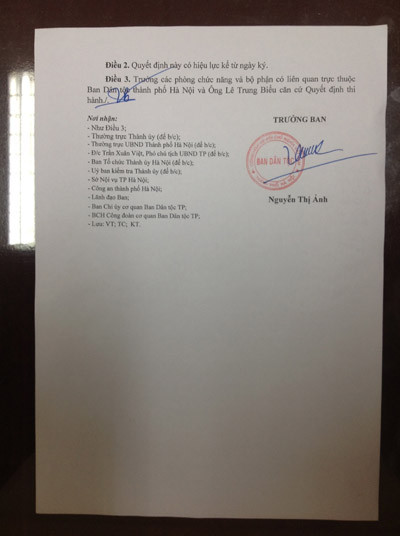 Điều 2. Quyết định này có hiệu lực kể từ ngày ký.
Điều 3. Trưởng các phòng chức năng và bộ phận có liên quan trực thuộc
Ban Dân tộc thành phố Hà Nội và Ông Lê Trung Biểu căn cứ Quyết định thi
hành./.
Nơi nhận:
- Như Điều 3;
- Thường trực Thành ủy (để b/c);
- Thường trực UBND Thành phố Hà Nội (để b/c);
- Đ/c Trần Xuân Việt, Phó chủ tịch UBND TP (để b/c);
- Ban Tổ chức Thành ủy Hà Nội (để b/c);
- Uỷ ban kiểm tra Thành ủy (để b/c);
- Sở Nội vụ TP Hà Nội;
- Công an thành phố Hà Nội;
- Lãnh đạo Ban;
- Ban Chi ủy cơ quan Ban Dân tộc TP;
- BCH Công đoàn cơ quan Ban Dân tộc TP;
- Lưu: VT; TC; KT.
TRƯỞNG BAN
BAN DÂN TỘC
Nguyễn Thị Ánh